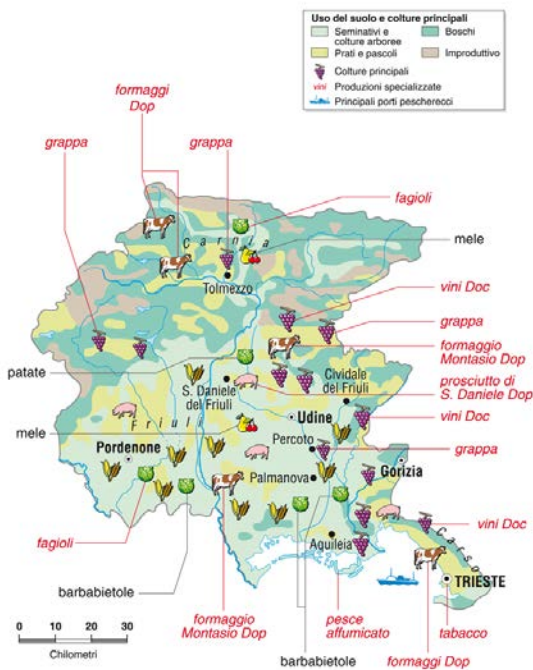 Uso del suolo e colture principali
Seminativi e
colture arboree
Prati e pascoli
Boschi
Improduttivo
Colture principali
vini Produzioni specializzate
Principali porti pescherecci
formaggi
Dop
grappa
grappa
fagioli
mele
Carnia
Tolmezzo
vini Doc
grappa
formaggio
Montasio Dop
patate
prosciutto di
S. Daniele Dop
S. Daniele
del Friuli
Cividale
del Friuli
vini Doc
Friuli
Udine
mele
Percoto
grappa
Pordenone
Palmanova
Gorizia
vini Doc
fagioli
Aquileia
Carso
barbabietole
TRIESTE
formaggio
Montasio Dop
pesce
affumicato
tabacco
barbabietole
formaggi Dop
0 10 20 30
Chilometri